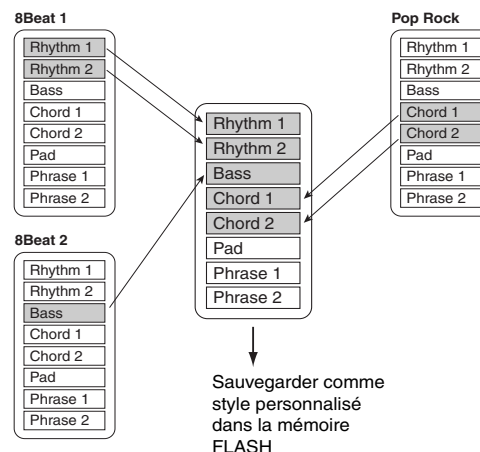 8Beat 1
Rhythm 1
Rhythm 2
Bass
Chord 1
Chord 2
Pad
Phrase 1
Phrase 2
8Beat 2
Rhythm 1
Rhythm 2
Bass
Chord 1
Chord 2
Pad
Phrase 1
Phrase 2
Rhythm 1
Rhythm 2
Bass
Chord 1
Chord 2
Pad
Phrase 1
Phrase 2
Sauvegarder comme
style personnalisé
dans la mémoire
FLASH
Pop Rock
Rhythm 1
Rhythm 2
Bass
Chord 1
Chord 2
Pad
Phrase 1
Phrase 2